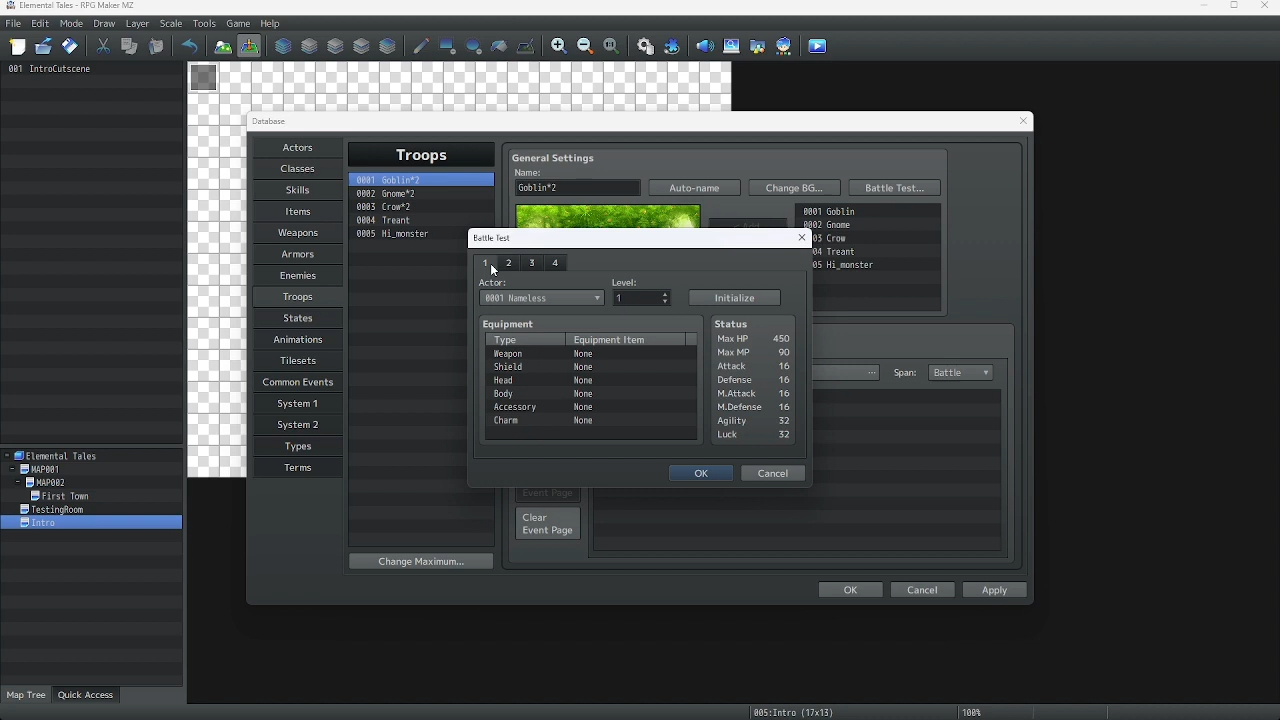 Elemental Tales - RPG Maker MZ
File Edit Mode Draw Layer Scale Tools Game Help
001 IntroCutscene
Database
Actors
Classes
Skills
Items
Weapons
Armors
Enemies
Troops
States
Animations
Tilesets
Common Events
System 1
System 2
Types
Terms
Troops
0001 Goblin*2
0002 Gnome*2
0003 Crow*2
0004 Treant
0005 Hi_monster
Change Maximum...
General Settings
Name:
Goblin*2 Auto-name Change BG... Battle Test...
0001 Goblin
0002 Gnome
03 Crow
04 Treant
05 Hi_monster
Battle Test
1 2 3 4
Actor: Level:
0001 Nameless 1 Initialize
Equipment
Type Equipment Item
Weapon None
Shield None
Head None
Body None
Accessory None
Charm None
Status
Max HP 450
Max MP 90
Attack 16
Defense 16
M.Attack 16
M.Defense 16
Agility 32
Luck 32
OK Cancel
... Span: Battle
Event Page
Clear
Event Page
OK Cancel Apply
Elemental Tales
MAP001
MAP002
First Town
TestingRoom
Intro
Map Tree Quick Access
005:Intro (17x13) 100%